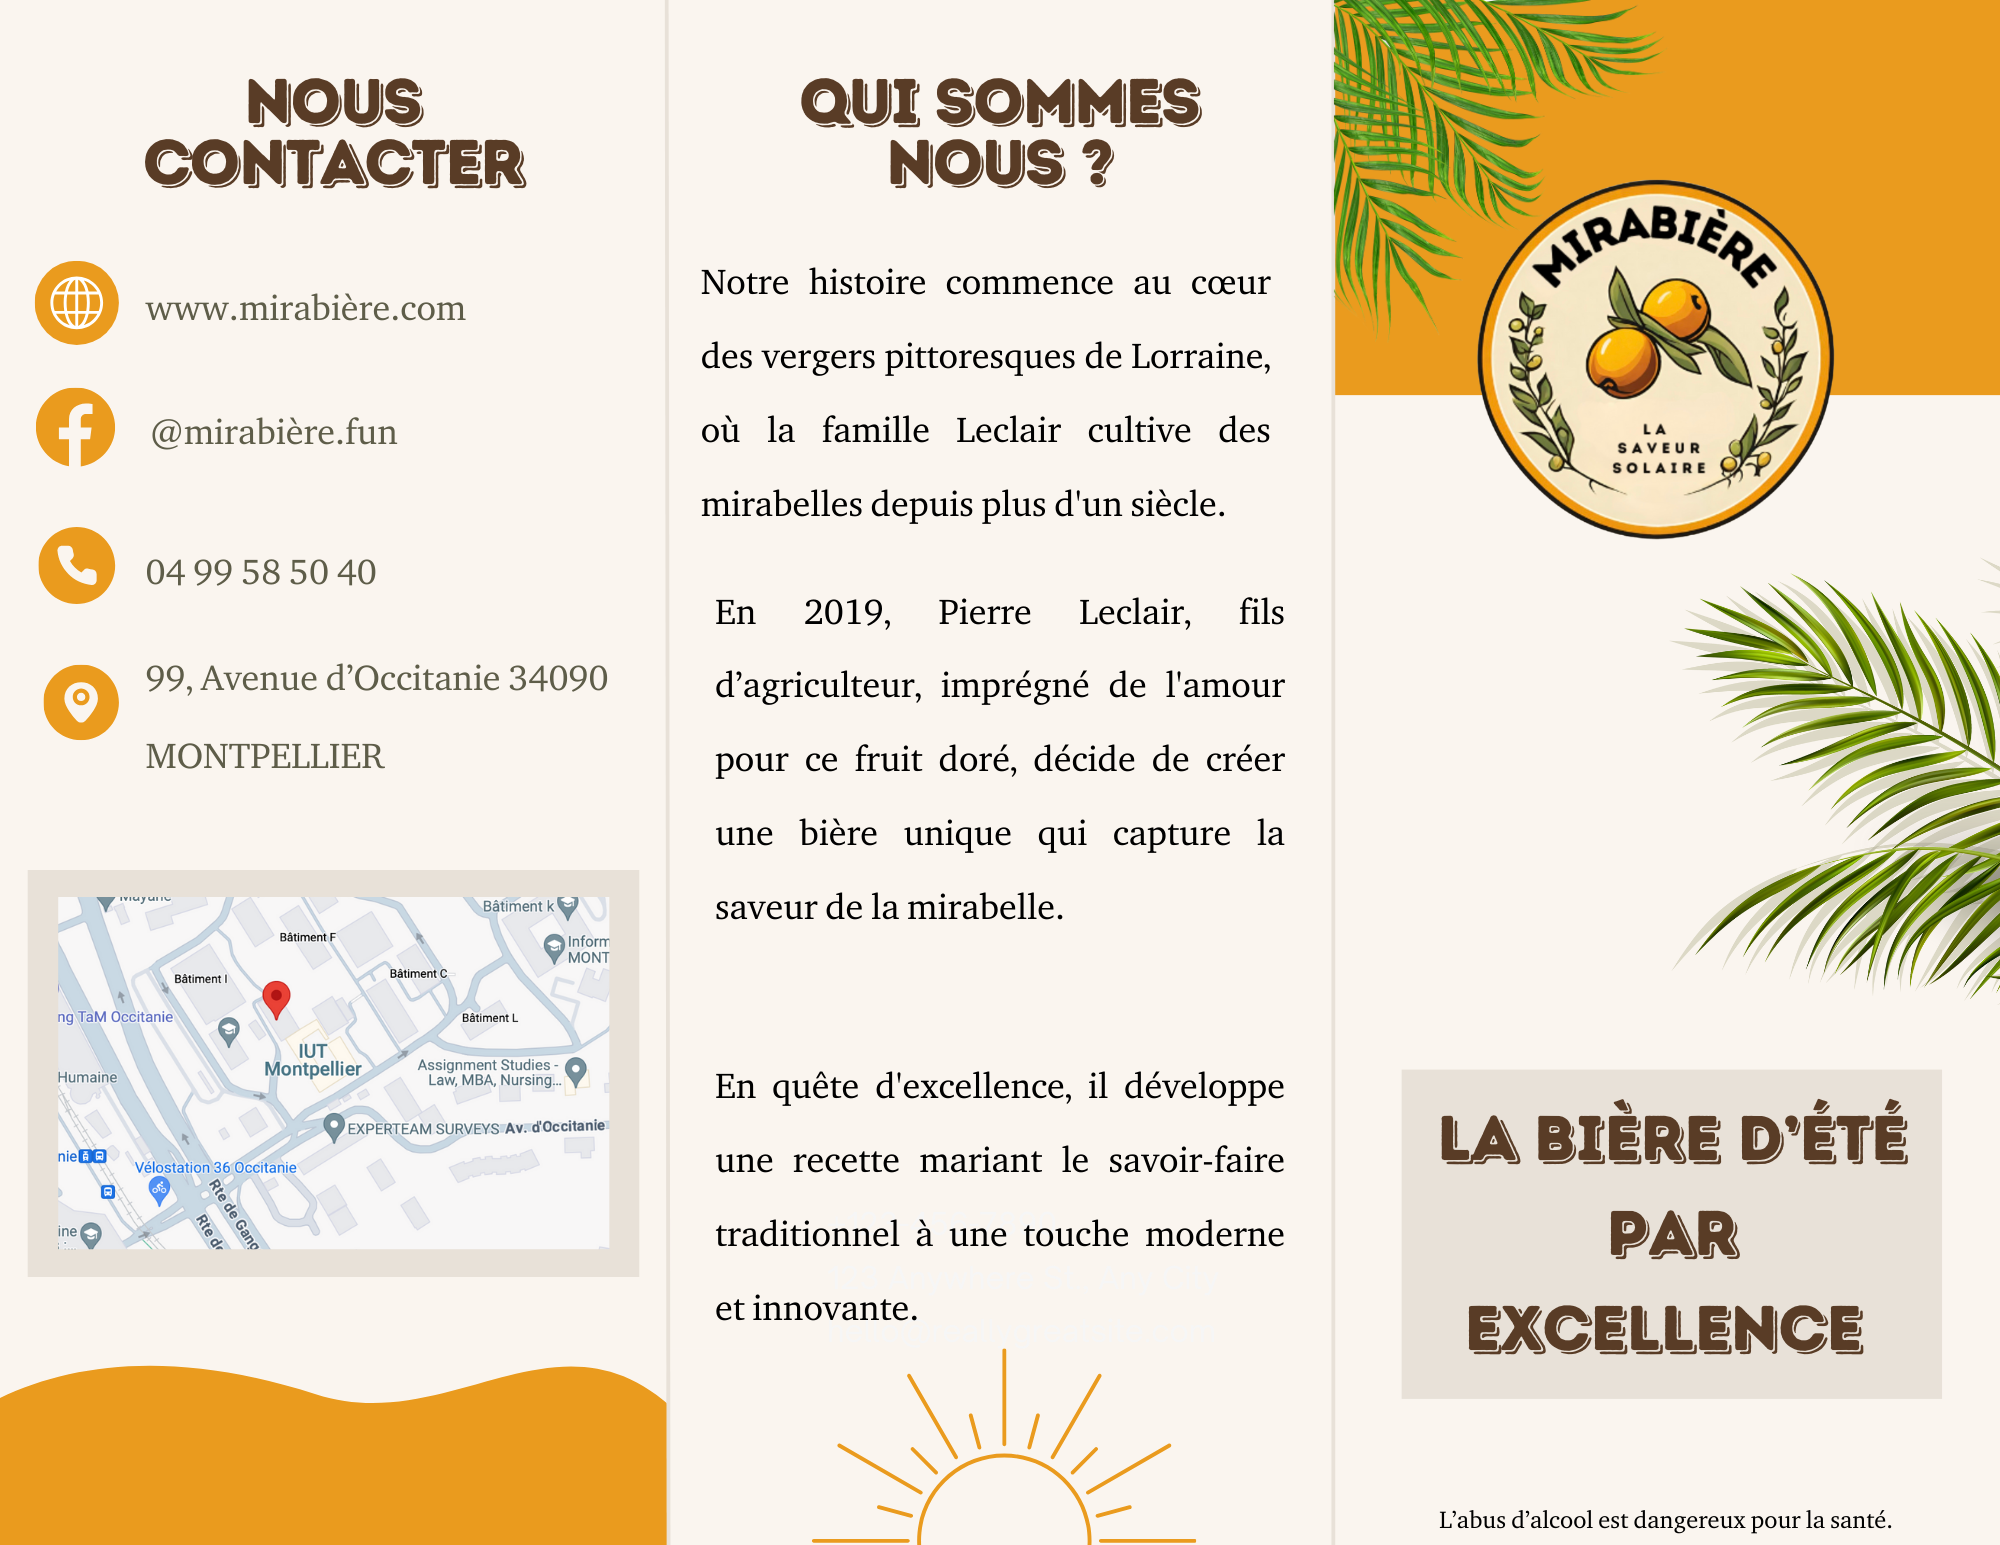 NOUS
CONTACTER
www.mirabière.com
@mirabière.fun
04 99 58 50 40
99, Avenue d’Occitanie 34090
MONTPELLIER
Bâtiment k
Bâtiment F
Inform
MONT
Bâtiment I
Bâtiment C
ng TaM Occitanie
Bâtiment L
IUT
Montpellier
Assignment Studies -
Law, MBA, Nursing...
Humaine
EXPERTEAM SURVEYS
Av. d'Occitanie
nie
Vélostation 36 Occitanie
Rte de Gang
Rte de
ine
QUI SOMMES
NOUS ?
Notre histoire commence au cœur
des vergers pittoresques de Lorraine,
où la famille Leclair cultive des
mirabelles depuis plus d'un siècle.
En 2019, Pierre Leclair, fils
d’agriculteur, imprégné de l'amour
pour ce fruit doré, décide de créer
une bière unique qui capture la
saveur de la mirabelle.
En quête d'excellence, il développe
une recette mariant le savoir-faire
traditionnel à une touche moderne
et innovante.
MIRABIÈRE
LA
SAVEUR
SOLAIRE
LA BIÈRE D’ÉTÉ
PAR
EXCELLENCE
L’abus d’alcool est dangereux pour la santé.